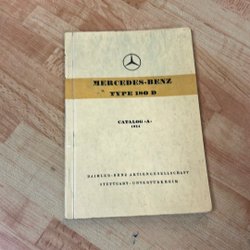 MERCEDES-BENZ
TYPE 180 D
CATALOG «A»
1954
DAIMLER-BENZ AKTIENGESELLSCHAFT
STUTTGART-UNTERTÜRKHEIM